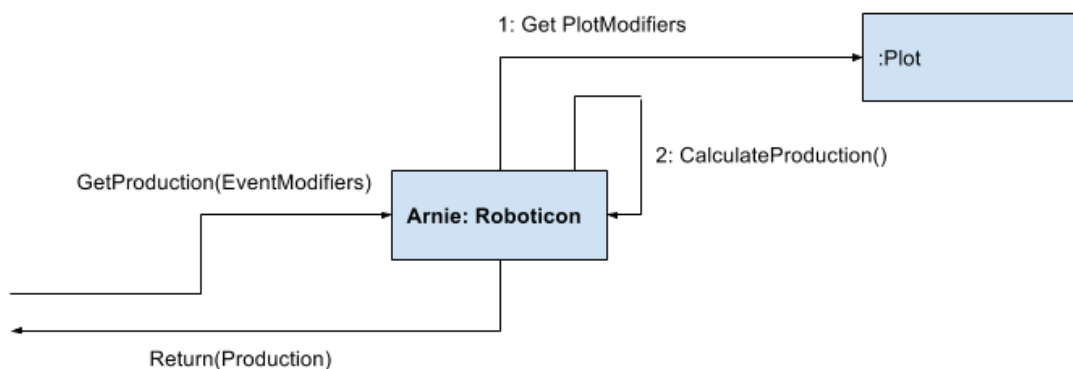 1: Get PlotModifiers
:Plot
2: CalculateProduction()
GetProduction(EventModifiers)
Arnie: Roboticon
Return(Production)